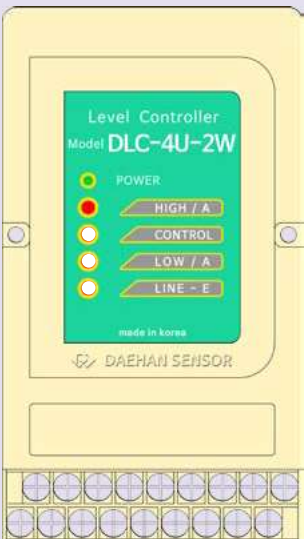 Level Controller
Model DLC-4U-2W
POWER
HIGH / A
CONTROL
LOW / A
LINE - E
made in korea
DAEHAN SENSOR